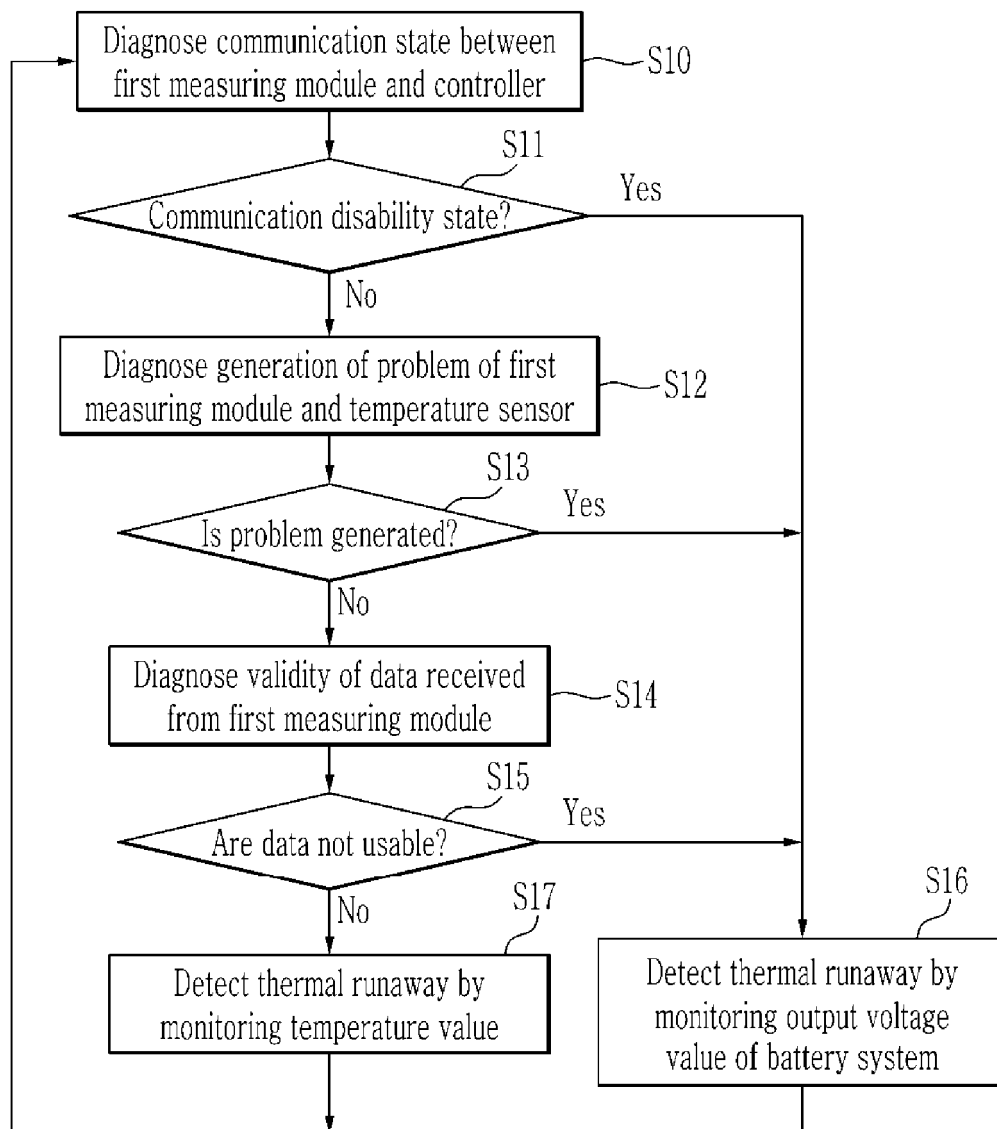 Diagnose communication state between
first measuring module and controller
S10
S11
Communication disability state?
Yes
No
Diagnose generation of problem of first
measuring module and temperature sensor
S12
S13
Is problem generated?
Yes
No
Diagnose validity of data received
from first measuring module
S14
S15
Are data not usable?
Yes
No
S17
Detect thermal runaway by
monitoring temperature value
S16
Detect thermal runaway by
monitoring output voltage
value of battery system